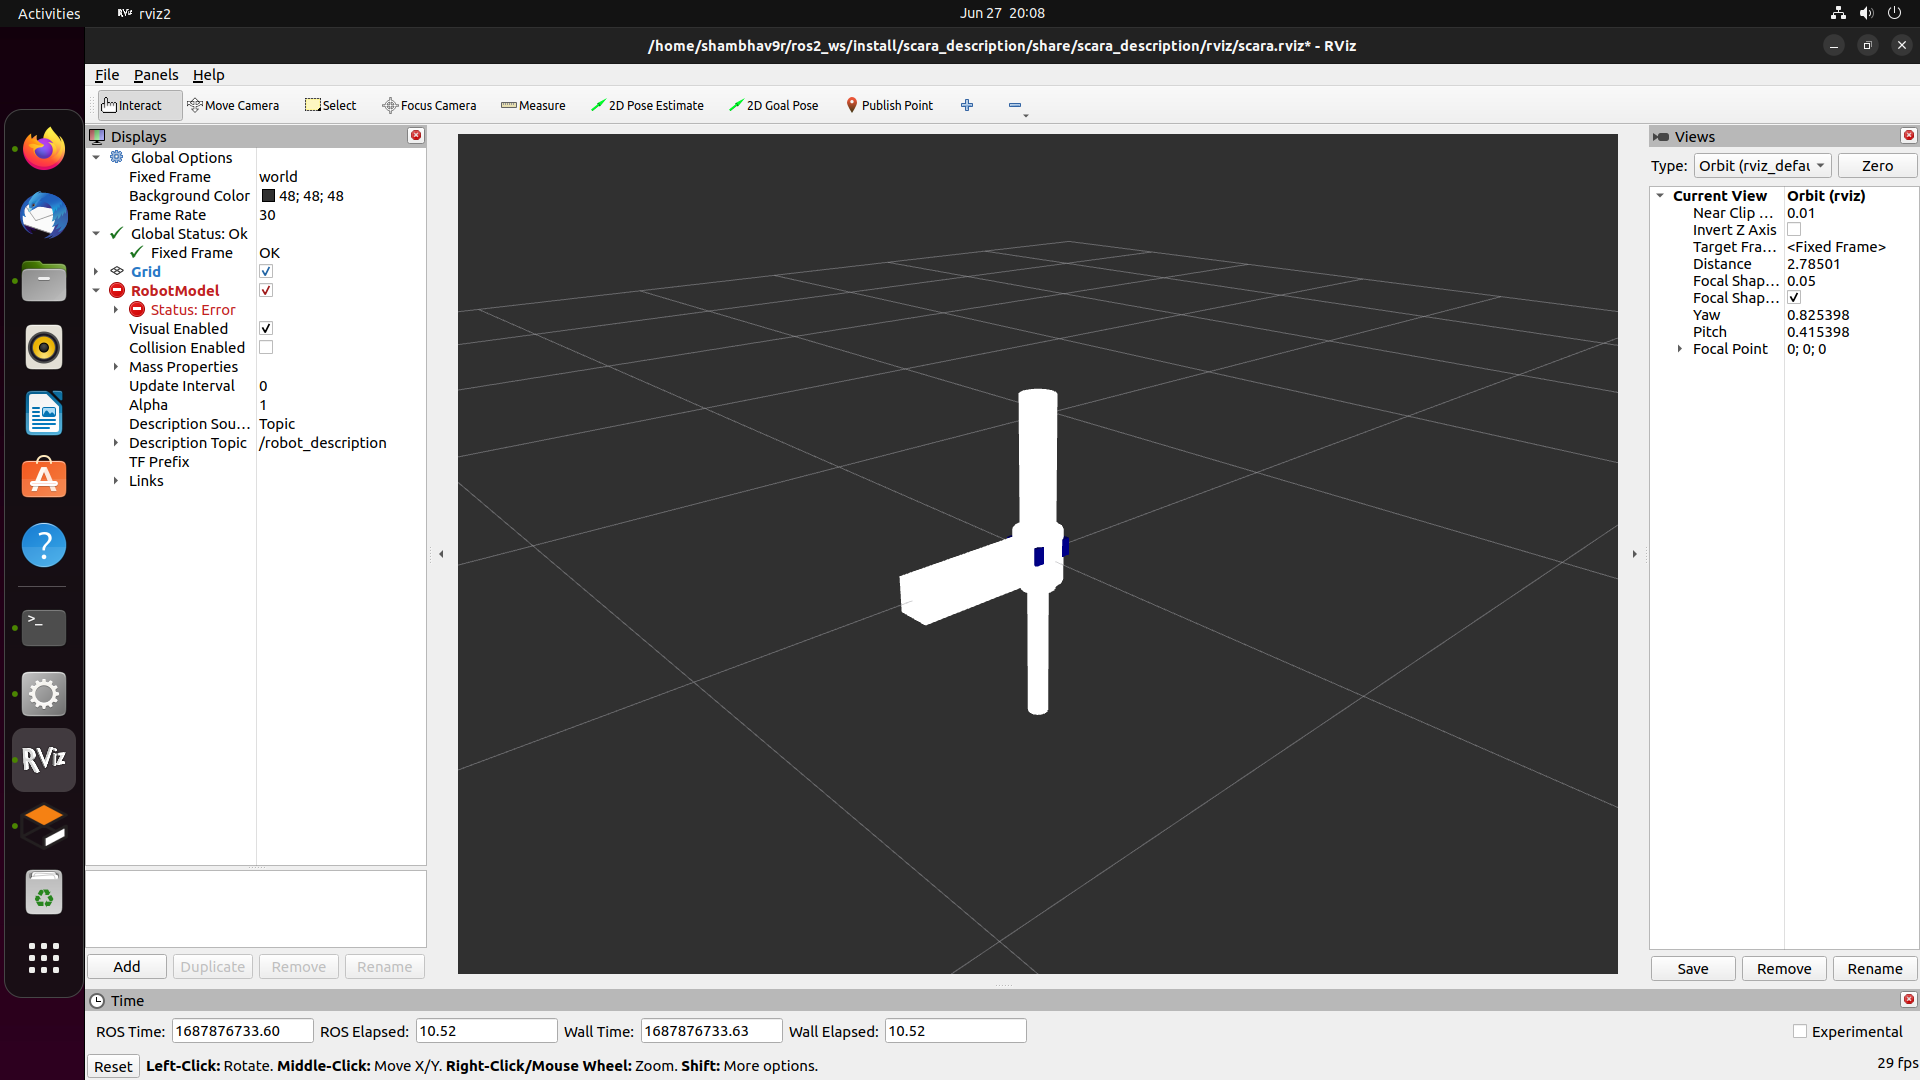 Activities RViz rviz2 Jun 27 20:08
/home/shambhav9r/ros2_ws/install/scara_description/share/scara_description/rviz/scara.rviz* - RViz
File Panels Help
Interact Move Camera Select Focus Camera Measure 2D Pose Estimate 2D Goal Pose Publish Point
Displays
Global Options
Fixed Frame world
Background Color 48; 48; 48
Frame Rate 30
Global Status: Ok
Fixed Frame OK
Grid
RobotModel
Status: Error
Visual Enabled
Collision Enabled
Mass Properties
Update Interval 0
Alpha 1
Description Sou... Topic
Description Topic /robot_description
TF Prefix
Links
Add Duplicate Remove Rename
Views
Type: Orbit (rviz_defau Zero
Current View Orbit (rviz)
Near Clip ... 0.01
Invert Z Axis
Target Fra... <Fixed Frame>
Distance 2.78501
Focal Shap... 0.05
Focal Shap...
Yaw 0.825398
Pitch 0.415398
Focal Point 0; 0; 0
Save Remove Rename
>_
?
RViz
Time
ROS Time: 1687876733.60 ROS Elapsed: 10.52 Wall Time: 1687876733.63 Wall Elapsed: 10.52 Experimental
Reset Left-Click: Rotate. Middle-Click: Move X/Y. Right-Click/Mouse Wheel: Zoom. Shift: More options. 29 fps